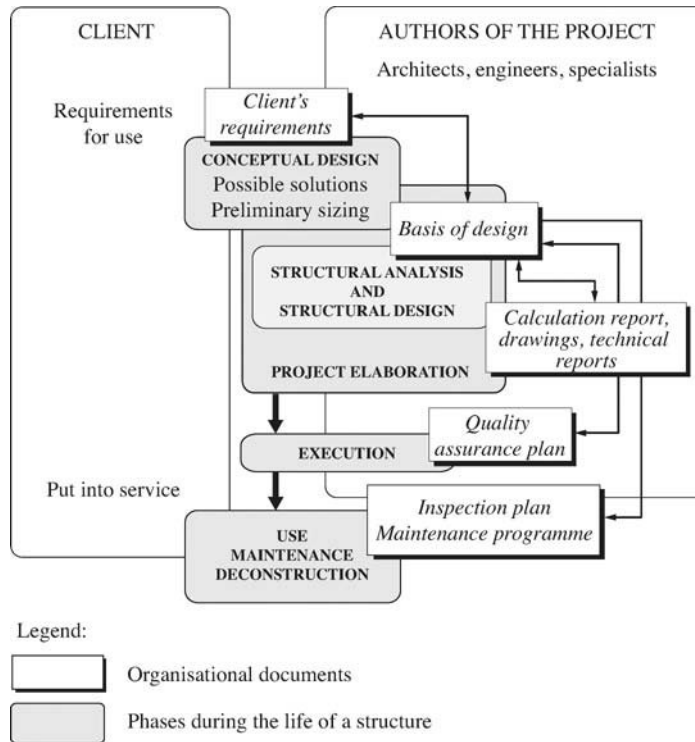 CLIENT
AUTHORS OF THE PROJECT
Architects, engineers, specialists
Requirements
for use
Client's
requirements
CONCEPTUAL DESIGN
Possible solutions
Preliminary sizing
Basis of design
STRUCTURAL ANALYSIS
AND
STRUCTURAL DESIGN
Calculation report,
drawings, technical
reports
PROJECT ELABORATION
Quality
assurance plan
EXECUTION
Put into service
Inspection plan
Maintenance programme
USE
MAINTENANCE
DECONSTRUCTION
Legend:
Organisational documents
Phases during the life of a structure